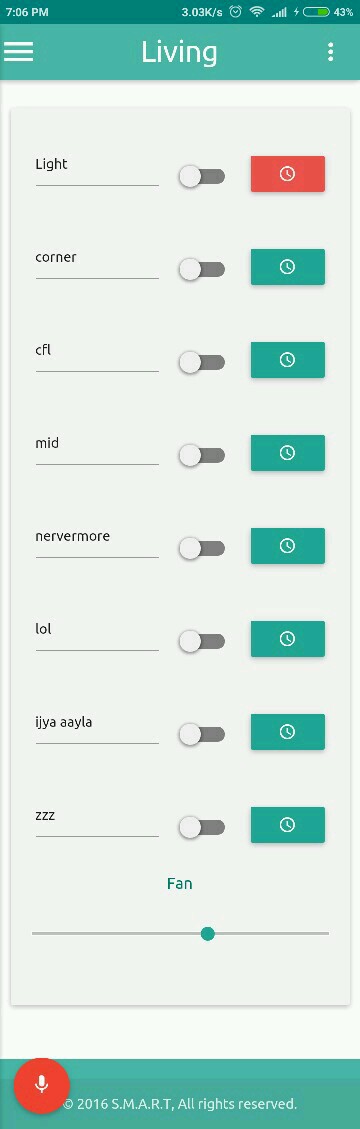 7:06 PM 3.03K/s 43%
Living
Light
corner
cfl
mid
nervermore
lol
ijya aayla
zzz
Fan
© 2016 S.M.A.R.T, All rights reserved.